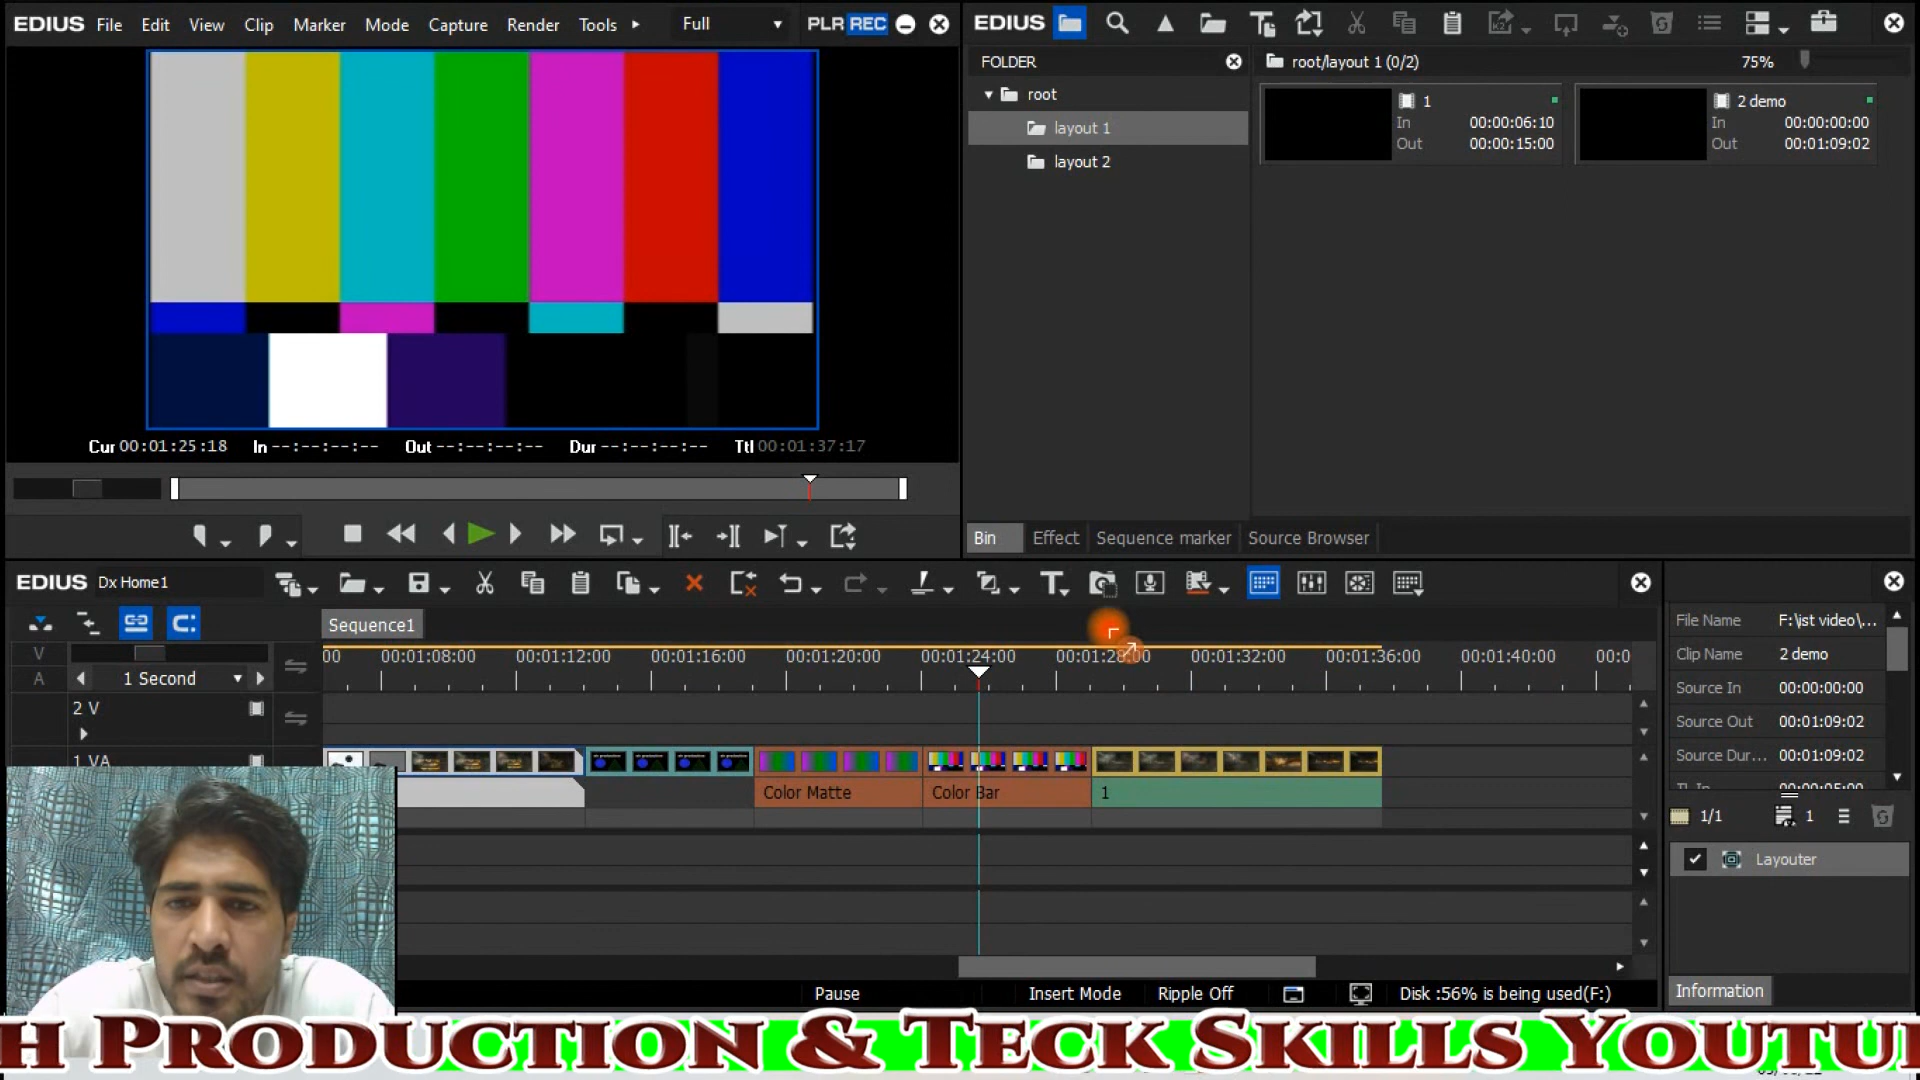 EDIUS File Edit View Clip Marker Mode Capture Render Tools Full PLR REC
Cur 00:01:25:18 In --:--:--:-- Out --:--:--:-- Dur --:--:--:-- Ttl 00:01:37:17
EDIUS
FOLDER
root
layout 1
layout 2
root/layout 1 (0/2) 75%
1
In 00:00:06:10
Out 00:00:15:00
2 demo
In 00:00:00:00
Out 00:01:09:02
Bin Effect Sequence marker Source Browser
EDIUS Dx Home1
Sequence1
V
A
1 Second
00 00:01:08:00 00:01:12:00 00:01:16:00 00:01:20:00 00:01:24:00 00:01:28:00 00:01:32:00 00:01:36:00 00:01:40:00 00:0
2 V
1 VA
Color Matte Color Bar 1
Pause Insert Mode Ripple Off Disk :56% is being used(F:)
File Name F:\jst video\...
Clip Name 2 demo
Source In 00:00:00:00
Source Out 00:01:09:02
Source Dur... 00:01:09:02
1/1 1
Layouter
Information
H PRODUCTION & TECK SKILLS YOUTU